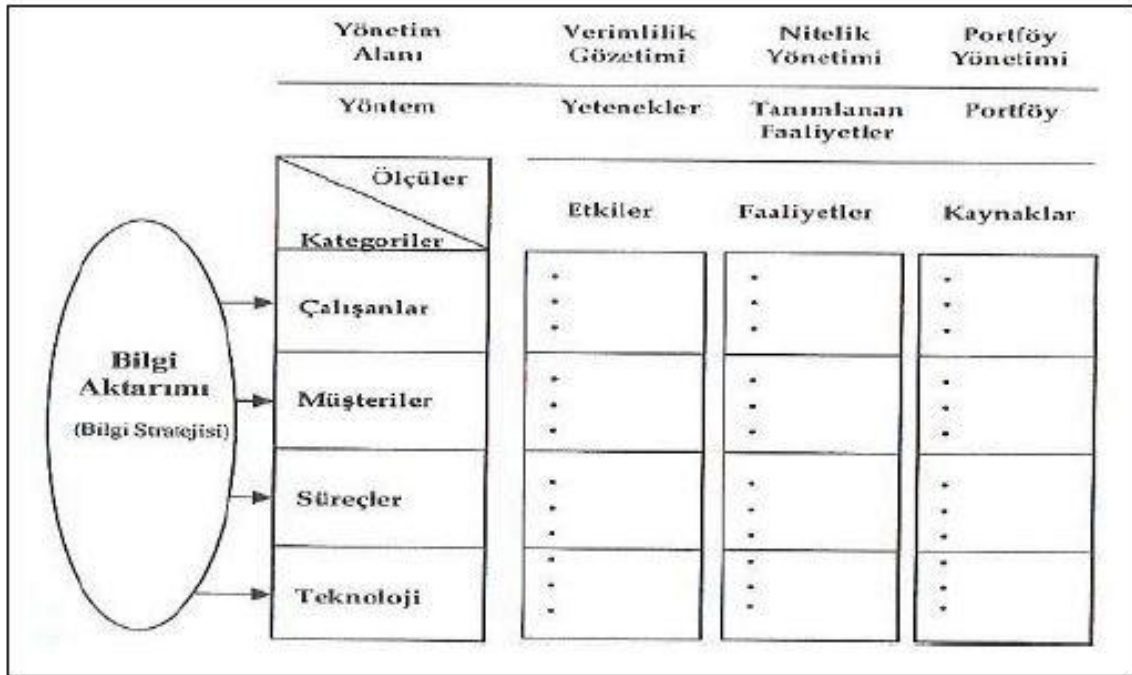 Yönetim Alanı
Verimlilik Gözetimi
Nitelik Yönetimi
Portföy Yönetimi
Yöntem
Yetenekler
Tanımlanan Faaliyetler
Portföy
Ölçüler
Kategoriler
Etkiler
Faaliyetler
Kaynaklar
Bilgi
Aktarımı
(Bilgi Stratejisi)
Çalışanlar
Müşteriler
Süreçler
Teknoloji